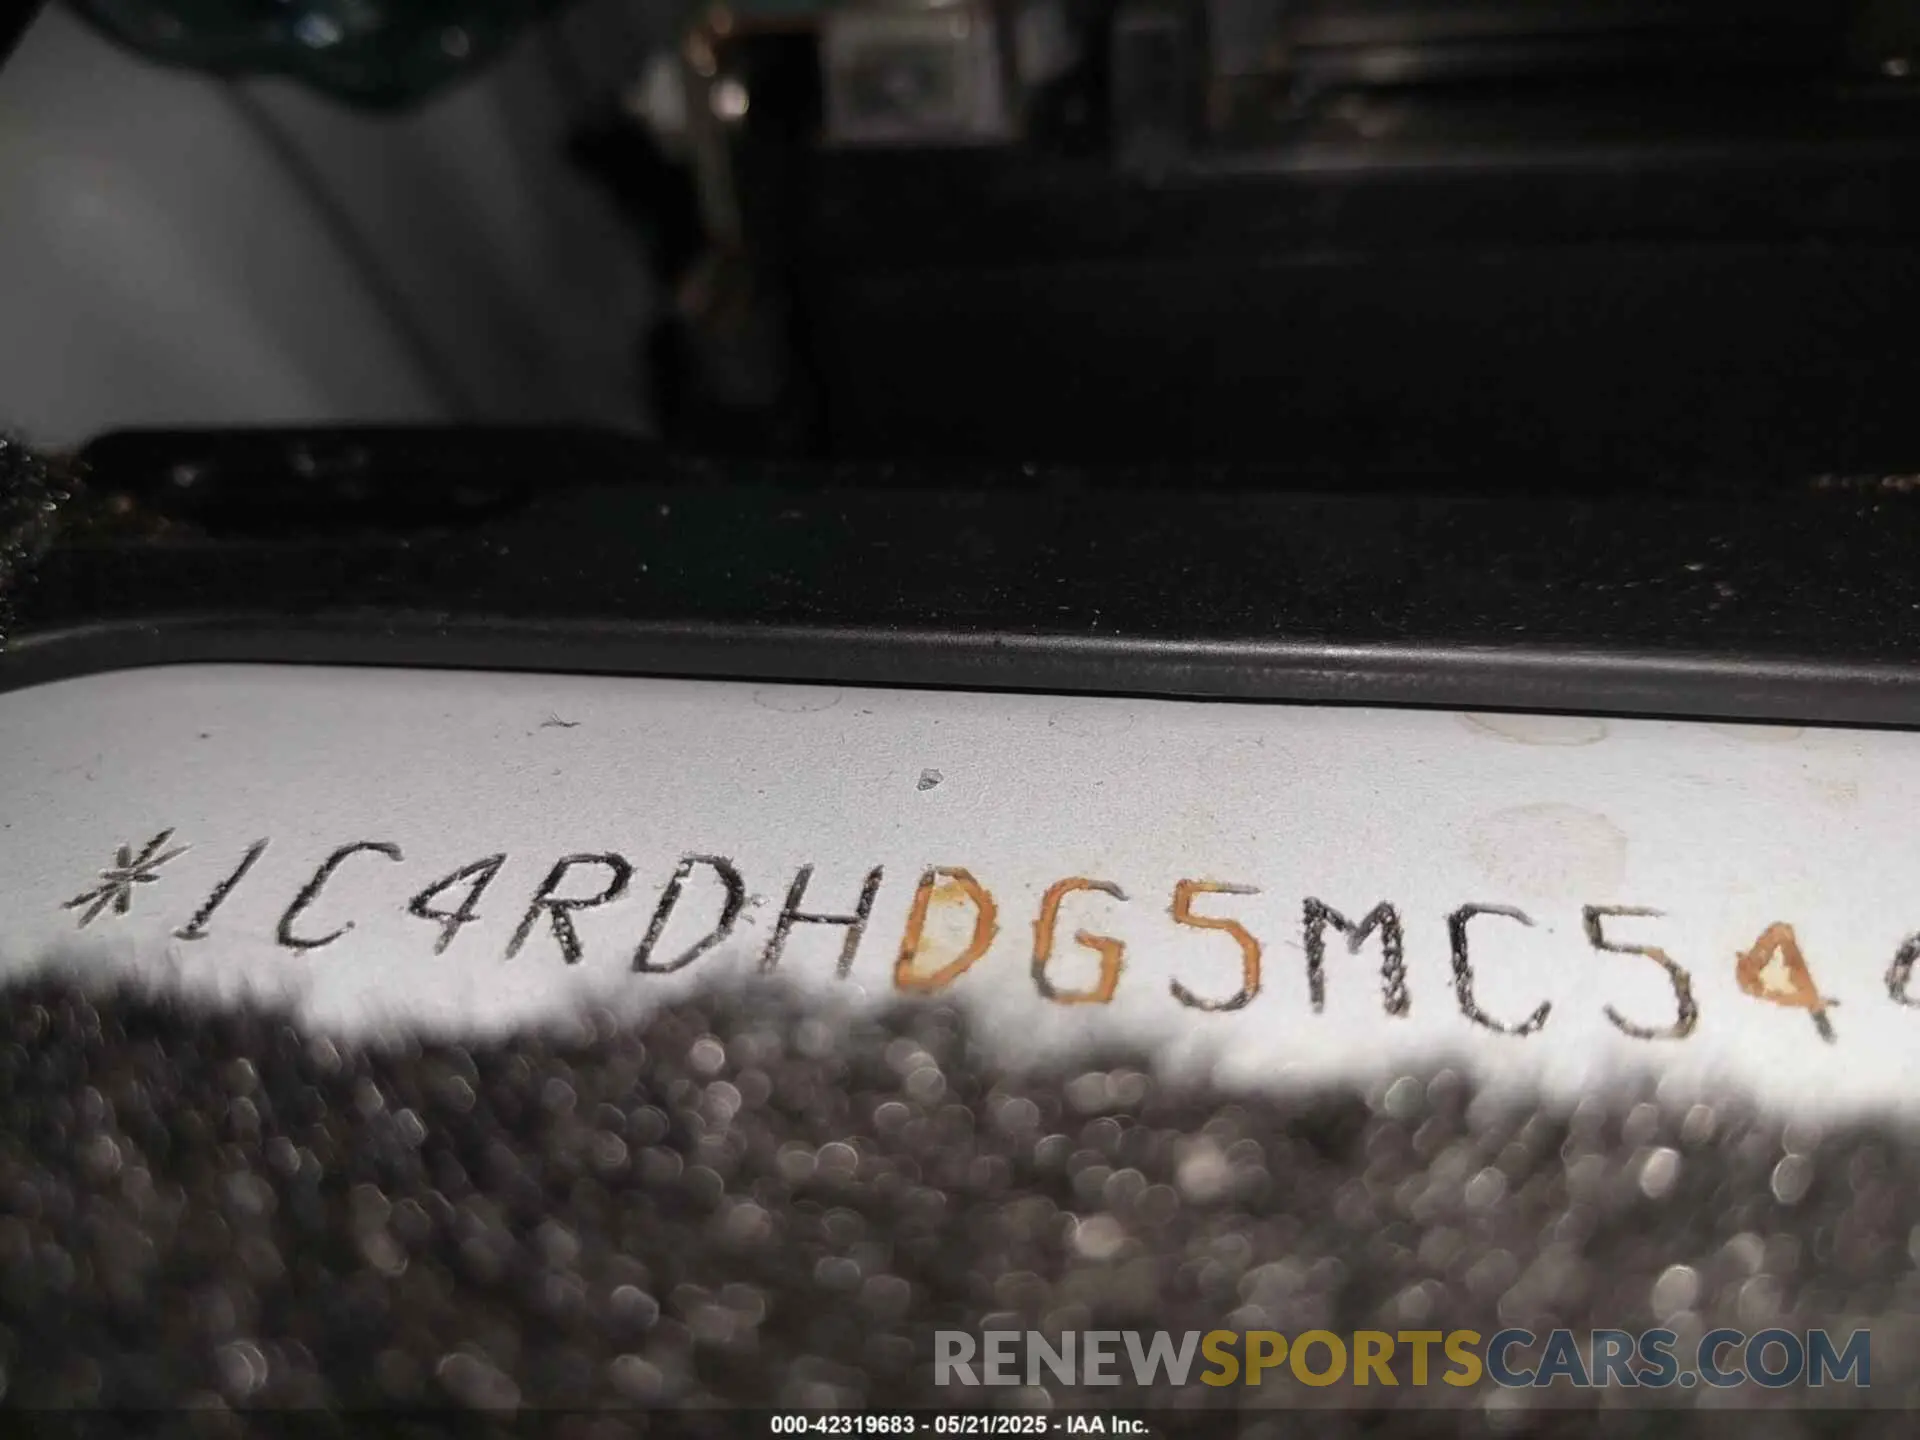 *1C4RDHDG5MC54
RENEWSPORTSCARS.COM
000-42319683 - 05/21/2025 - IAA Inc.